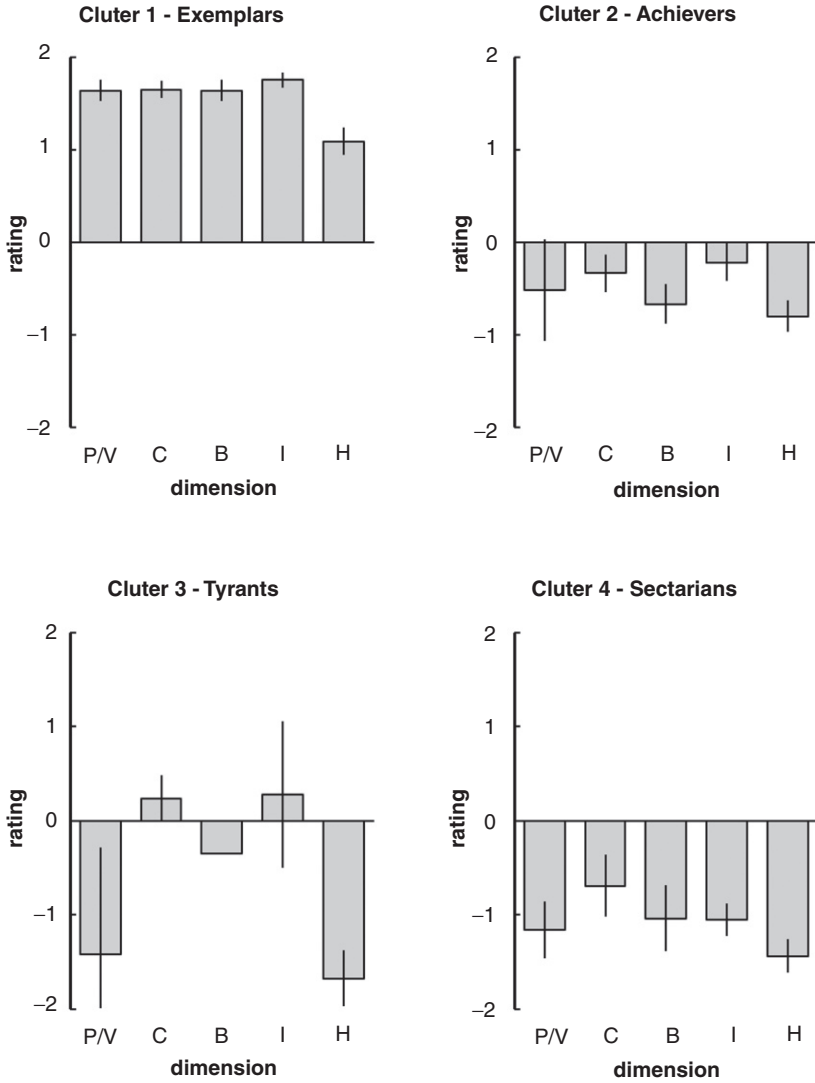 Cluter 1 - Exemplars
2
1
0
−1
−2
rating
P/V C B I H
dimension
Cluter 2 - Achievers
2
1
0
−1
−2
rating
P/V C B I H
dimension
Cluter 3 - Tyrants
2
1
0
−1
−2
rating
P/V C B I H
dimension
Cluter 4 - Sectarians
2
1
0
−1
−2
rating
P/V C B I H
dimension